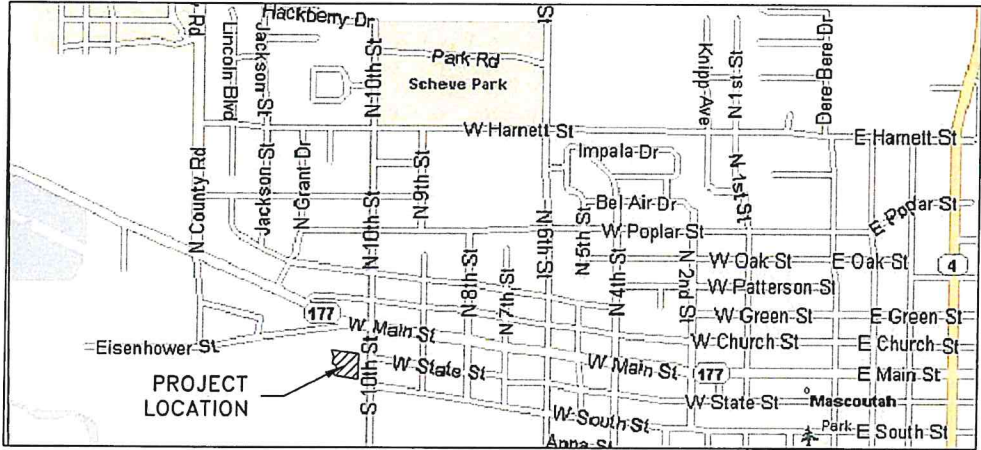 Hackberry Dr
Lincoln Blvd
Jackson St
N 10th St
Park Rd
Scheve Park
Knipp Ave
N 1st St
Dere Bere Dr
W Harnett St
E Harnett St
N County Rd
Jackson St
N Grant Dr
N 9th St
Impala Dr
Bel Air Dr
N 1st St
E Poplar St
N 10th St
N 6th St
N 5th St
W Poplar St
N 8th St
N 7th St
N 4th St
N 2nd St
W Oak St
E Oak St
4
W Patterson St
177
W Green St
E Green St
Eisenhower St
W Main St
W Church St
E Church St
W State St
W Main St
177
E Main St
PROJECT
LOCATION
S 10th St
W State St
Mascoutah
W South St
Park
E South St
Anna St